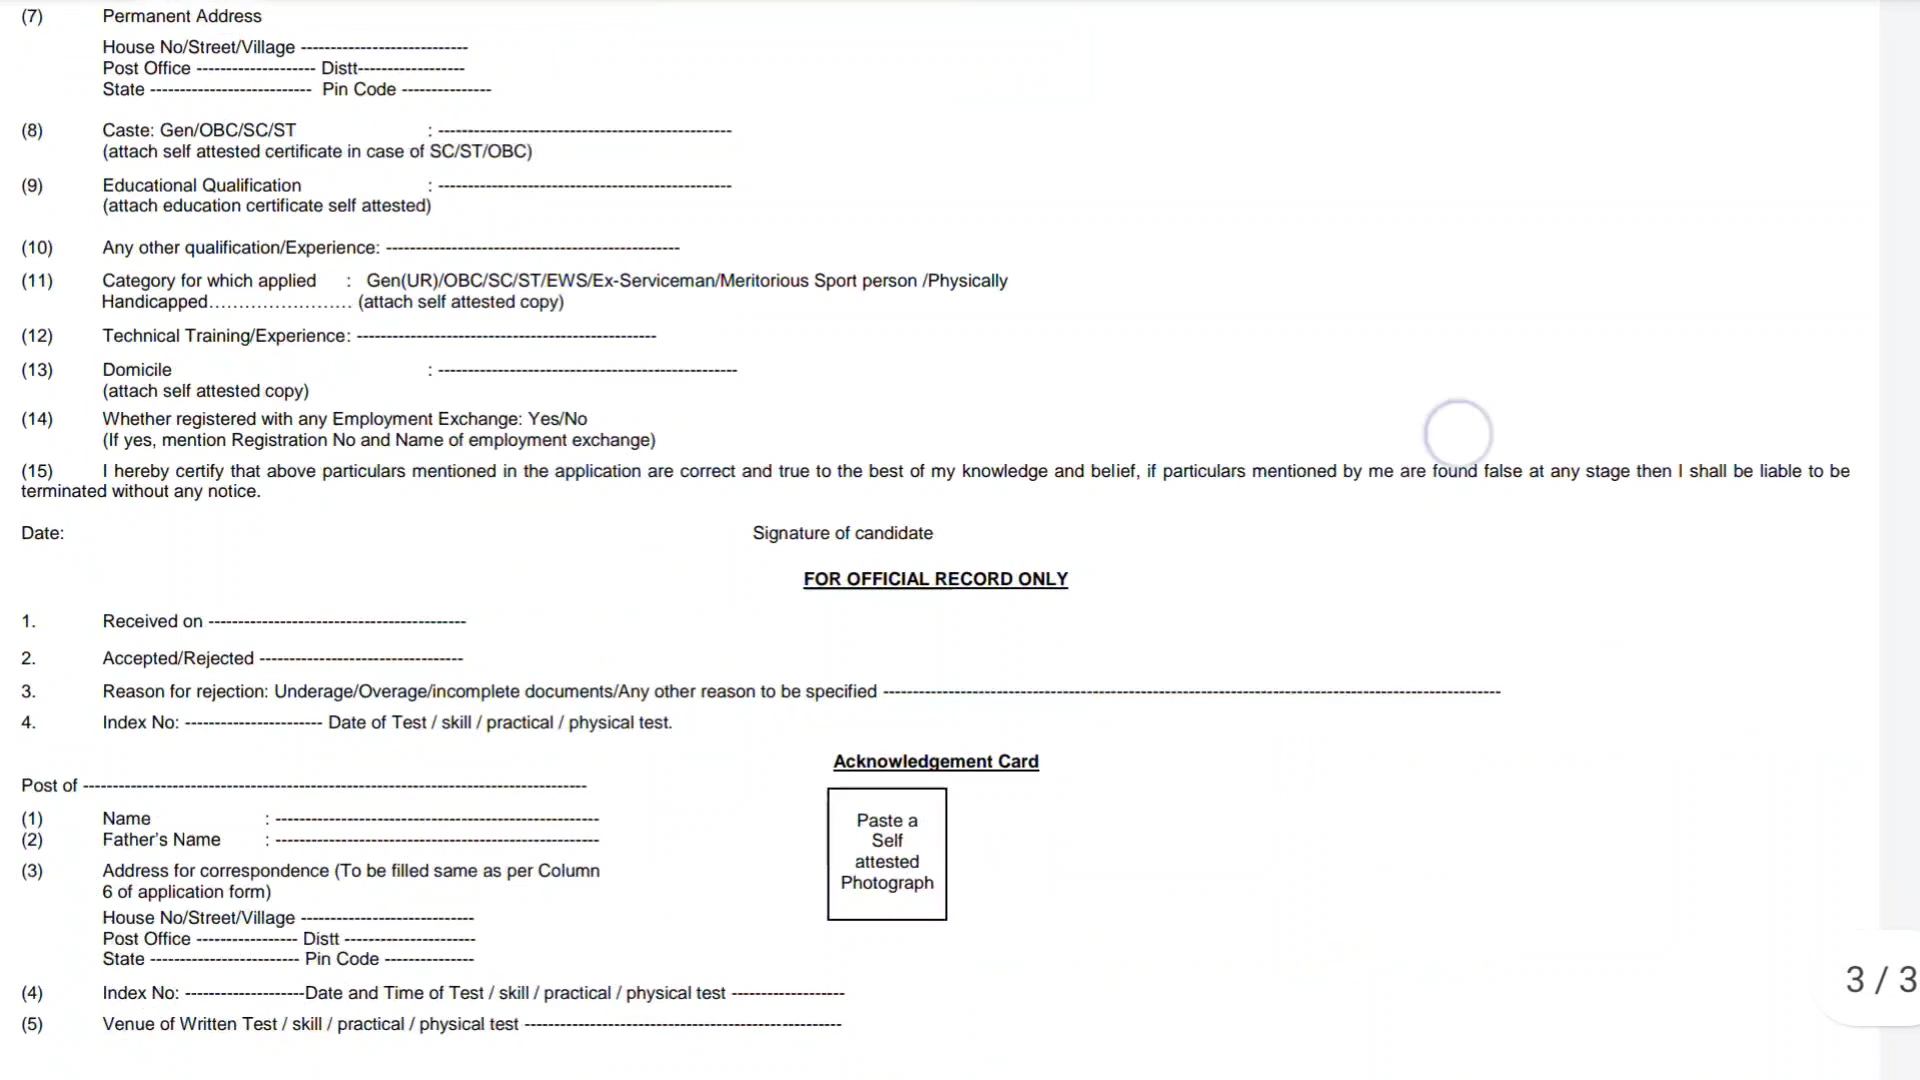 (7) Permanent Address
House No/Street/Village ----------------------------
Post Office -------------------- Distt------------------
State --------------------------- Pin Code ---------------
(8) Caste: Gen/OBC/SC/ST : -------------------------------------------------
(attach self attested certificate in case of SC/ST/OBC)
(9) Educational Qualification : -------------------------------------------------
(attach education certificate self attested)
(10) Any other qualification/Experience: -------------------------------------------------
(11) Category for which applied : Gen(UR)/OBC/SC/ST/EWS/Ex-Serviceman/Meritorious Sport person /Physically
Handicapped…………………… (attach self attested copy)
(12) Technical Training/Experience: --------------------------------------------------
(13) Domicile : --------------------------------------------------
(attach self attested copy)
(14) Whether registered with any Employment Exchange: Yes/No
(If yes, mention Registration No and Name of employment exchange)
(15) I hereby certify that above particulars mentioned in the application are correct and true to the best of my knowledge and belief, if particulars mentioned by me are found false at any stage then I shall be liable to be
terminated without any notice.
Date: Signature of candidate
FOR OFFICIAL RECORD ONLY
1. Received on -------------------------------------------
2. Accepted/Rejected ----------------------------------
3. Reason for rejection: Underage/Overage/incomplete documents/Any other reason to be specified -------------------------------------------------------------------------------------------------------
4. Index No: ----------------------- Date of Test / skill / practical / physical test.
Acknowledgement Card
Post of ------------------------------------------------------------------------------------
(1) Name : ------------------------------------------------------
(2) Father's Name : ------------------------------------------------------
Paste a
Self
attested
Photograph
(3) Address for correspondence (To be filled same as per Column
6 of application form)
House No/Street/Village -----------------------------
Post Office ----------------- Distt ----------------------
State ------------------------- Pin Code ---------------
(4) Index No: --------------------Date and Time of Test / skill / practical / physical test -------------------
(5) Venue of Written Test / skill / practical / physical test -----------------------------------------------------
3 / 3